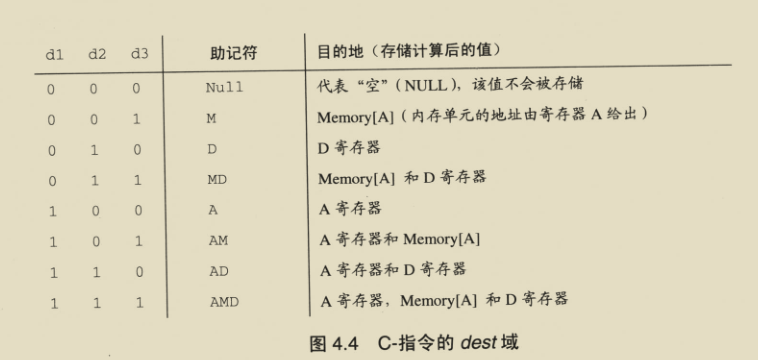 d1 d2 d3 助记符 目的地（存储计算后的值）
0 0 0 Null 代表“空”（NULL），该值不会被存储
0 0 1 M Memory[A]（内存单元的地址由寄存器 A 给出）
0 1 0 D D 寄存器
0 1 1 MD Memory[A] 和 D 寄存器
1 0 0 A A 寄存器
1 0 1 AM A 寄存器和 Memory[A]
1 1 0 AD A 寄存器和 D 寄存器
1 1 1 AMD A 寄存器，Memory[A] 和 D 寄存器
图 4.4 C-指令的 dest 域